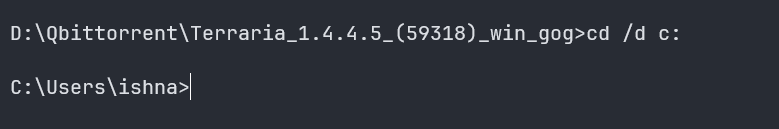 D:\Qbittorrent\Terraria_1.4.4.5_(59318)_win_gog>cd /d c:
C:\Users\ishna>